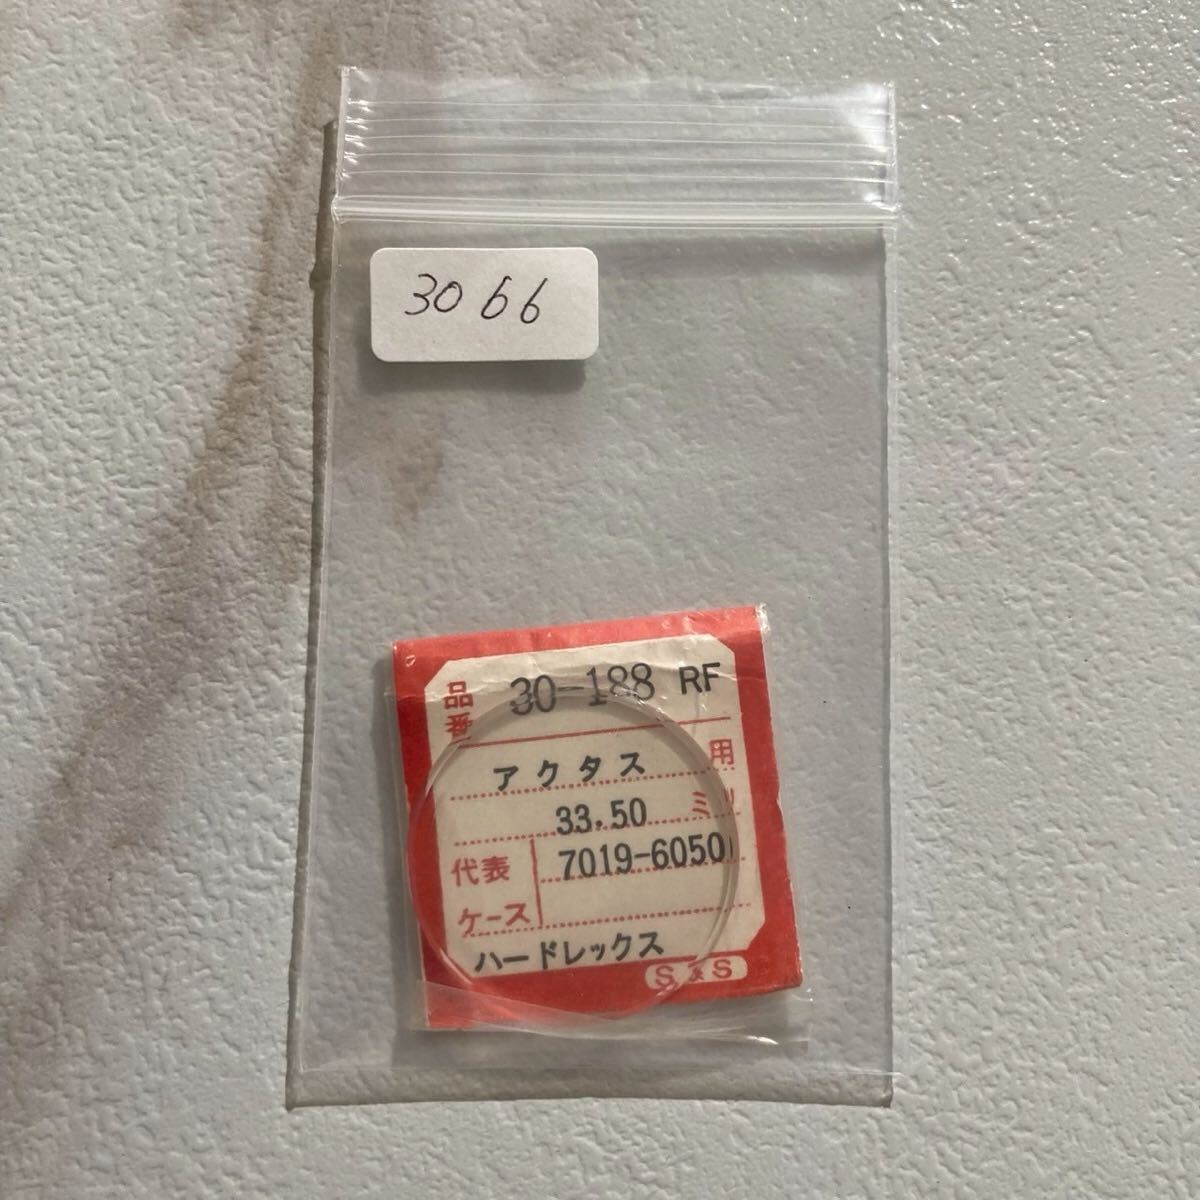 3066
品番 30-188 RF
アクタス 用
33.50 ミリ
代表ケース 7019-6050
ハードレックス
S&S